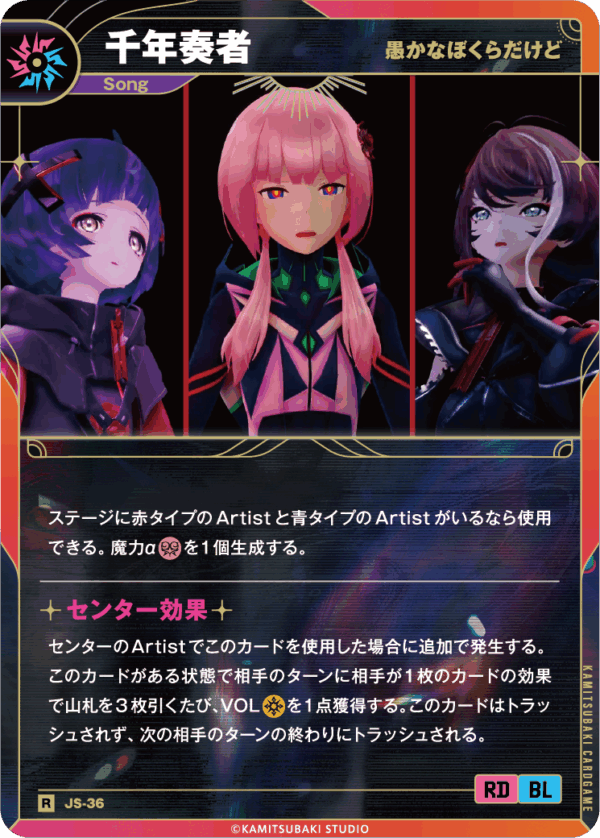 千年奏者
愚かなぼくらだけど
Song
ステージに赤タイプのArtistと青タイプのArtistがいるなら使用
できる。魔力αを1個生成する。
センター効果
センターのArtistでこのカードを使用した場合に追加で発生する。
このカードがある状態で相手のターンに相手が1枚のカードの効果
で山札を3枚引くたび、VOLを1点獲得する。このカードはトラッ
シュされず、次の相手のターンの終わりにトラッシュされる。
KAMITSUBAKI CARDGAME
RD BL
R JS-36
©KAMITSUBAKI STUDIO